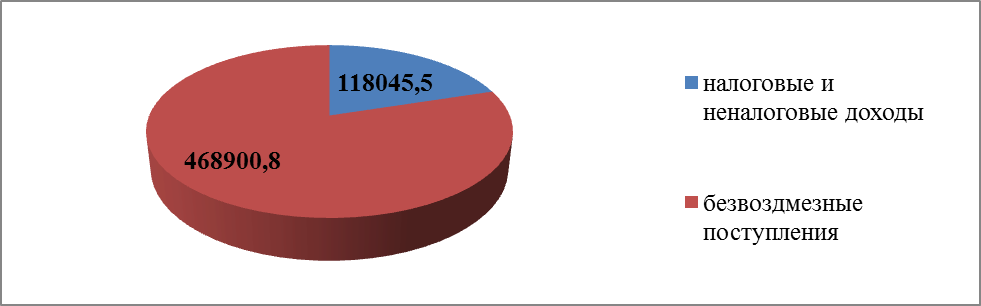 118045,5
468900,8
налоговые и
неналоговые доходы
безвоздмезные
поступления